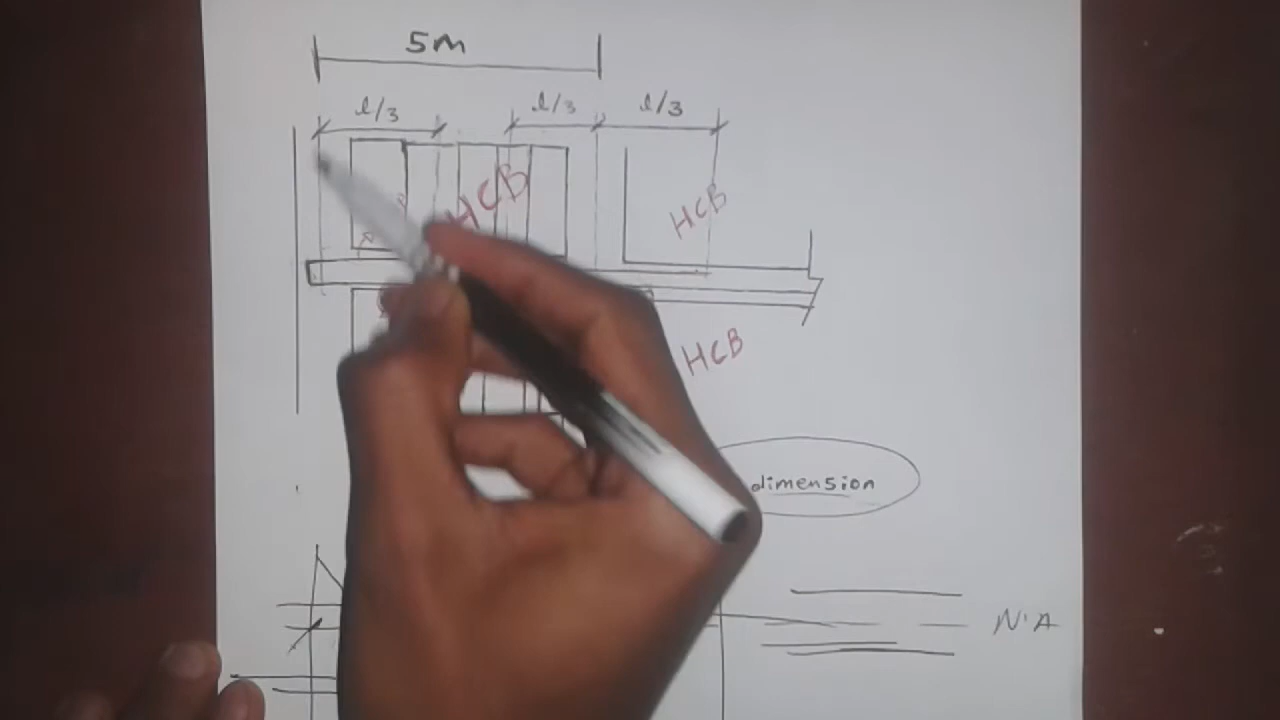 5m
l/3 l/3 l/3
HCB HCB
HCB
dimension
N.A